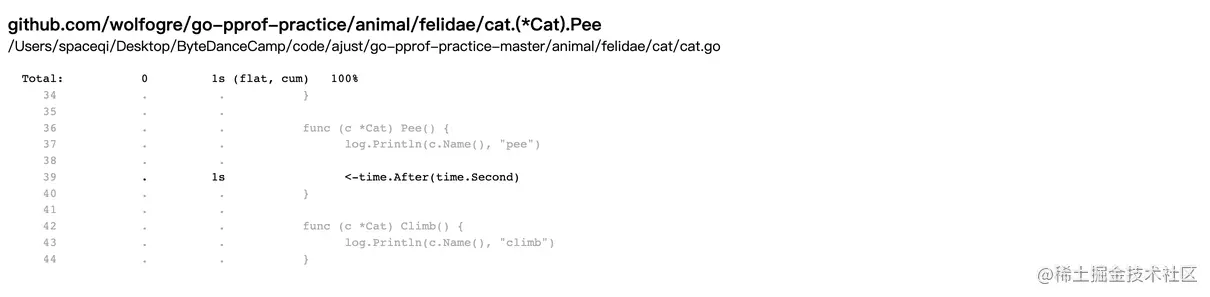 github.com/wolfogre/go-pprof-practice/animal/felidae/cat.(*Cat).Pee
/Users/spaceqi/Desktop/ByteDanceCamp/code/ajust/go-pprof-practice-master/animal/felidae/cat/cat.go
Total: 0 1s (flat, cum) 100%
34 . . }
35 . .
36 . . func (c *Cat) Pee() {
37 . . log.Println(c.Name(), "pee")
38 . .
39 . 1s <-time.After(time.Second)
40 . . }
41 . .
42 . . func (c *Cat) Climb() {
43 . . log.Println(c.Name(), "climb")
44 . . }
@稀土掘金技术社区